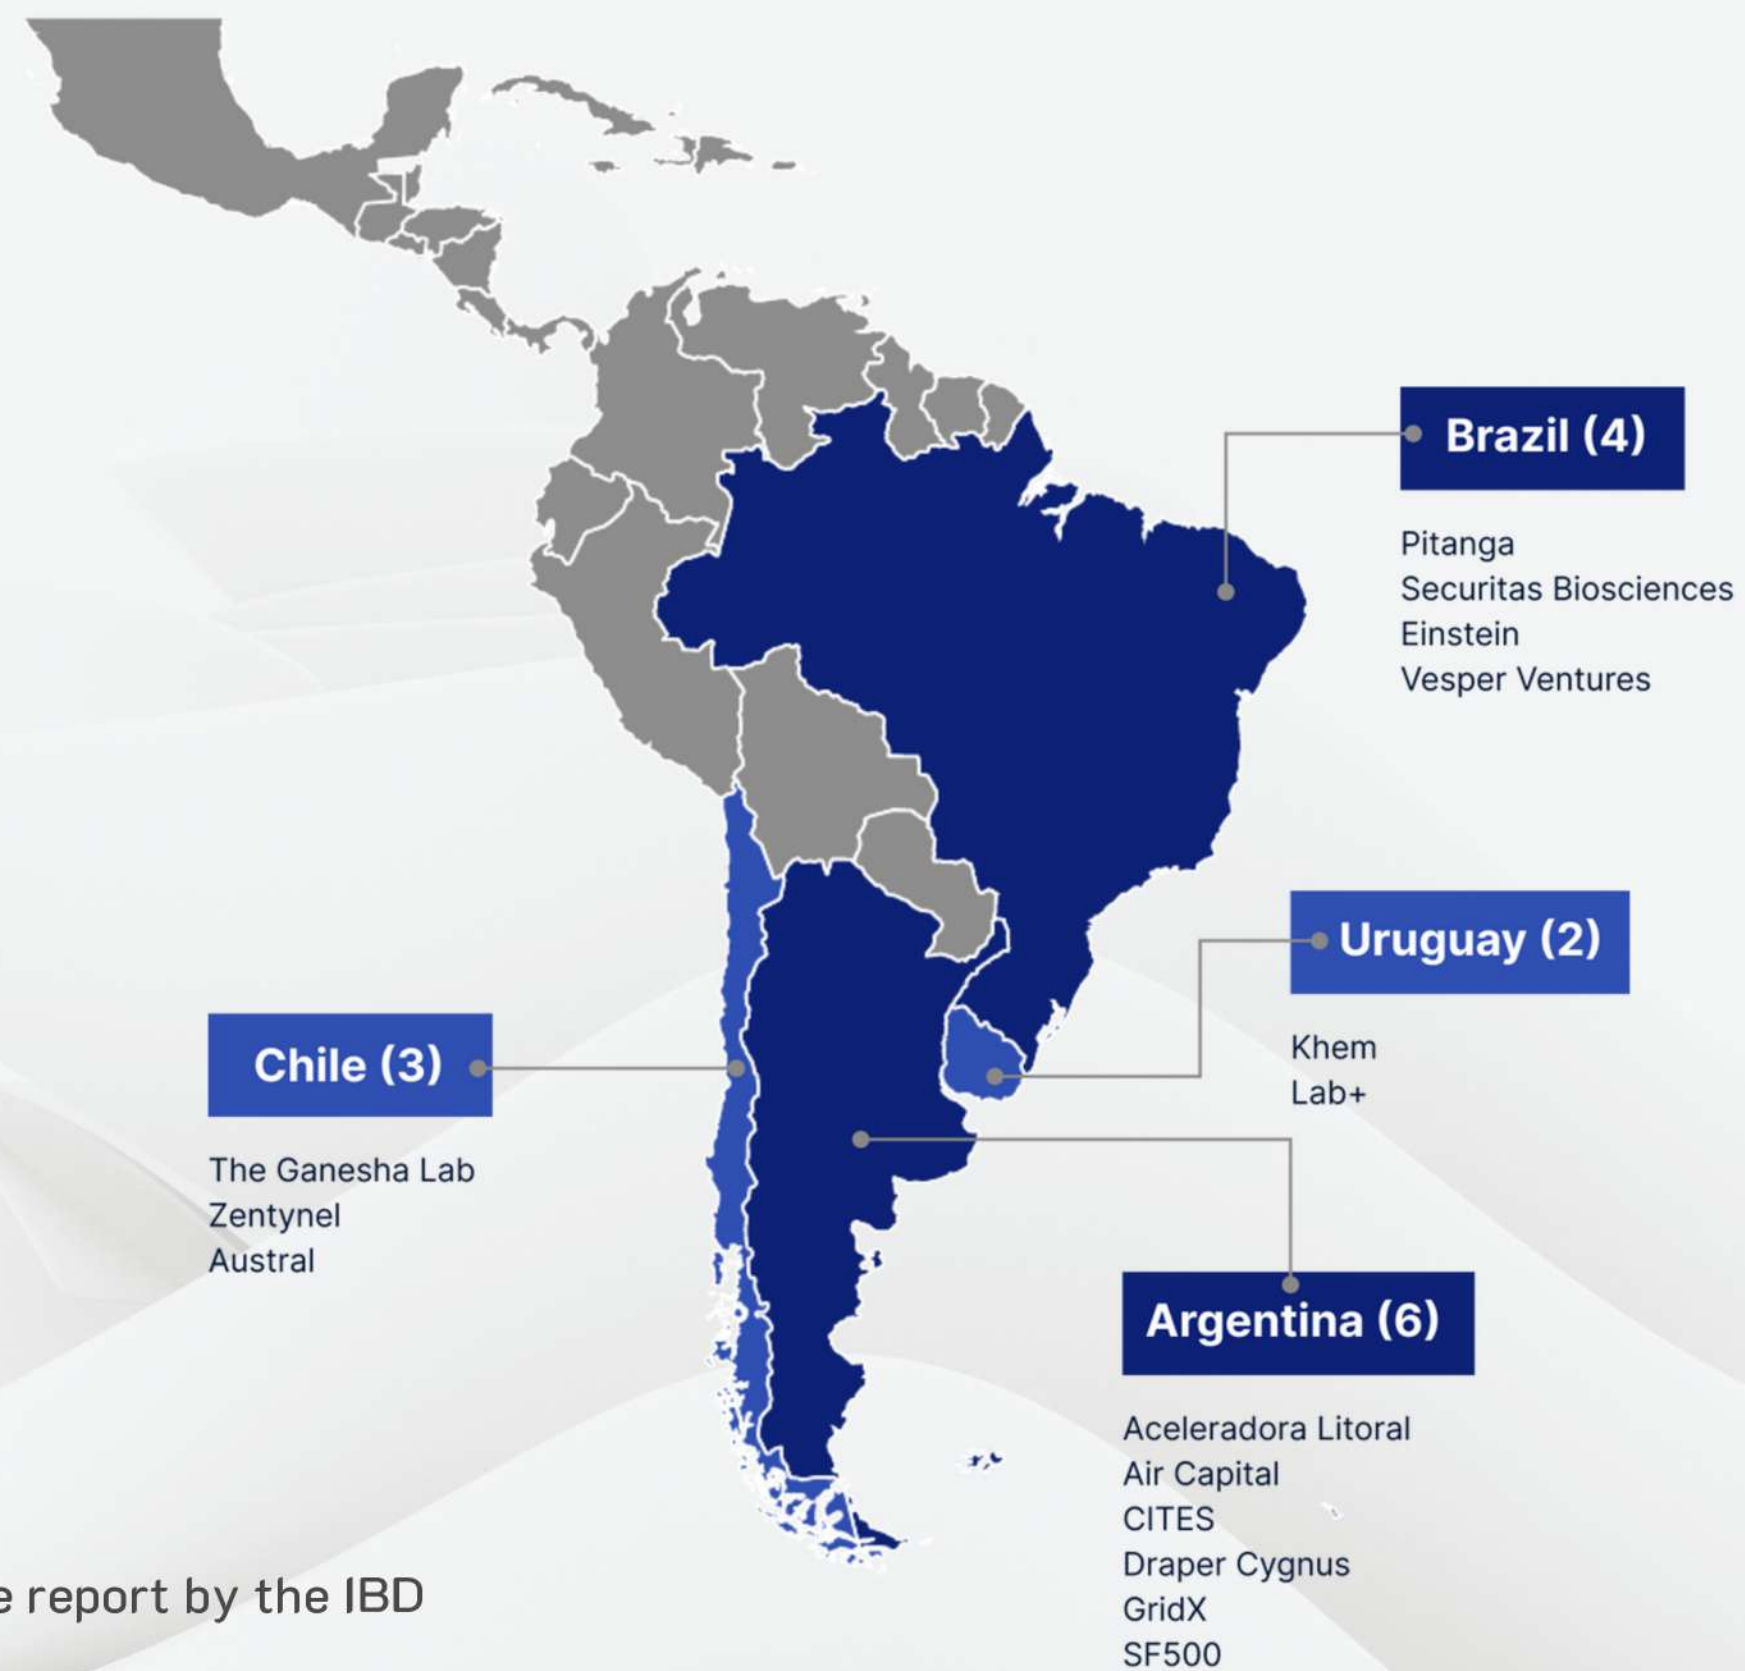 Brazil (4)
Pitanga
Securitas Biosciences
Einstein
Vesper Ventures
Uruguay (2)
Khem
Lab+
Chile (3)
The Ganesha Lab
Zentynel
Austral
Argentina (6)
Aceleradora Litoral
Air Capital
CITES
Draper Cygnus
GridX
SF500
report by the IBD